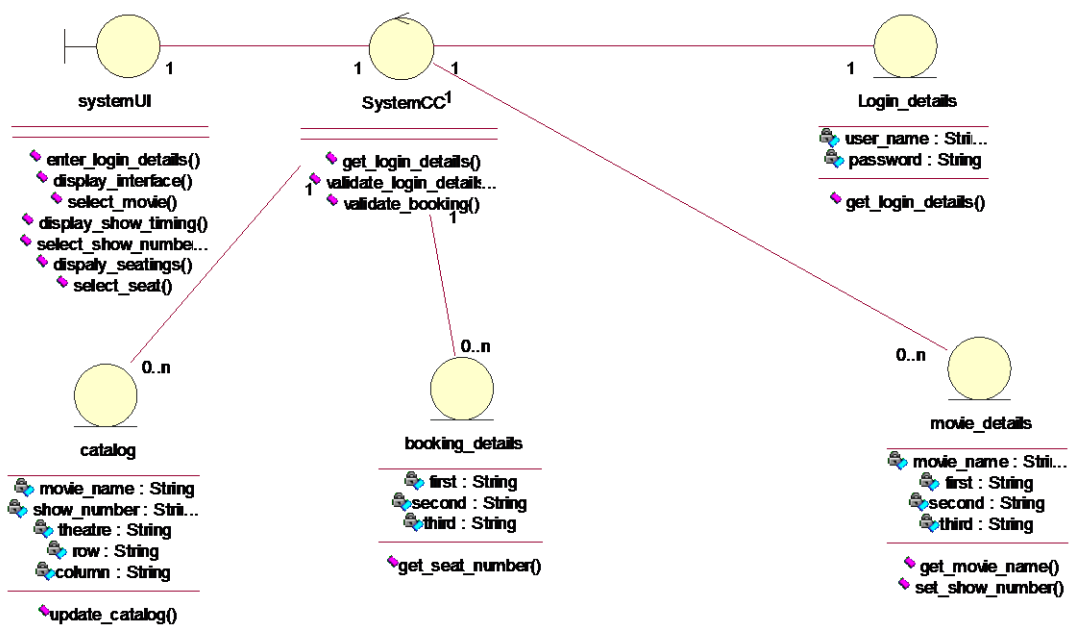 1
1
1
1
systemUI
SystemCC
1
Login_details
enter_login_details()
display_interface()
select_movie()
display_show_timing()
select_show_numbe...
dispaly_seatings()
select_seat()
get_login_details()
validate_login_details...
validate_booking()
1
1
user_name : Stri...
password : String
get_login_details()
0..n
0..n
0..n
catalog
movie_name : String
show_number : Stri...
theatre : String
row : String
column : String
update_catalog()
booking_details
first : String
second : String
third : String
get_seat_number()
movie_details
movie_name : Stri...
first : String
second : String
third : String
get_movie_name()
set_show_number()